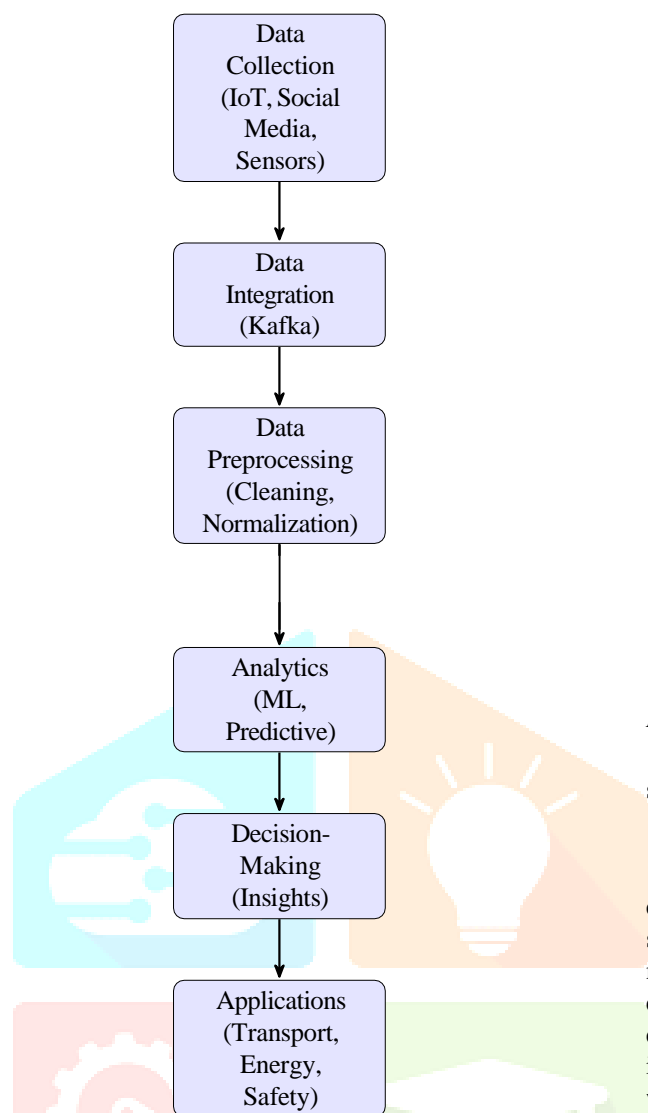 Data
Collection
(IoT, Social
Media,
Sensors)
Data
Integration
(Kafka)
Data
Preprocessing
(Cleaning,
Normalization)
Analytics
(ML,
Predictive)
Decision-
Making
(Insights)
Applications
(Transport,
Energy,
Safety)